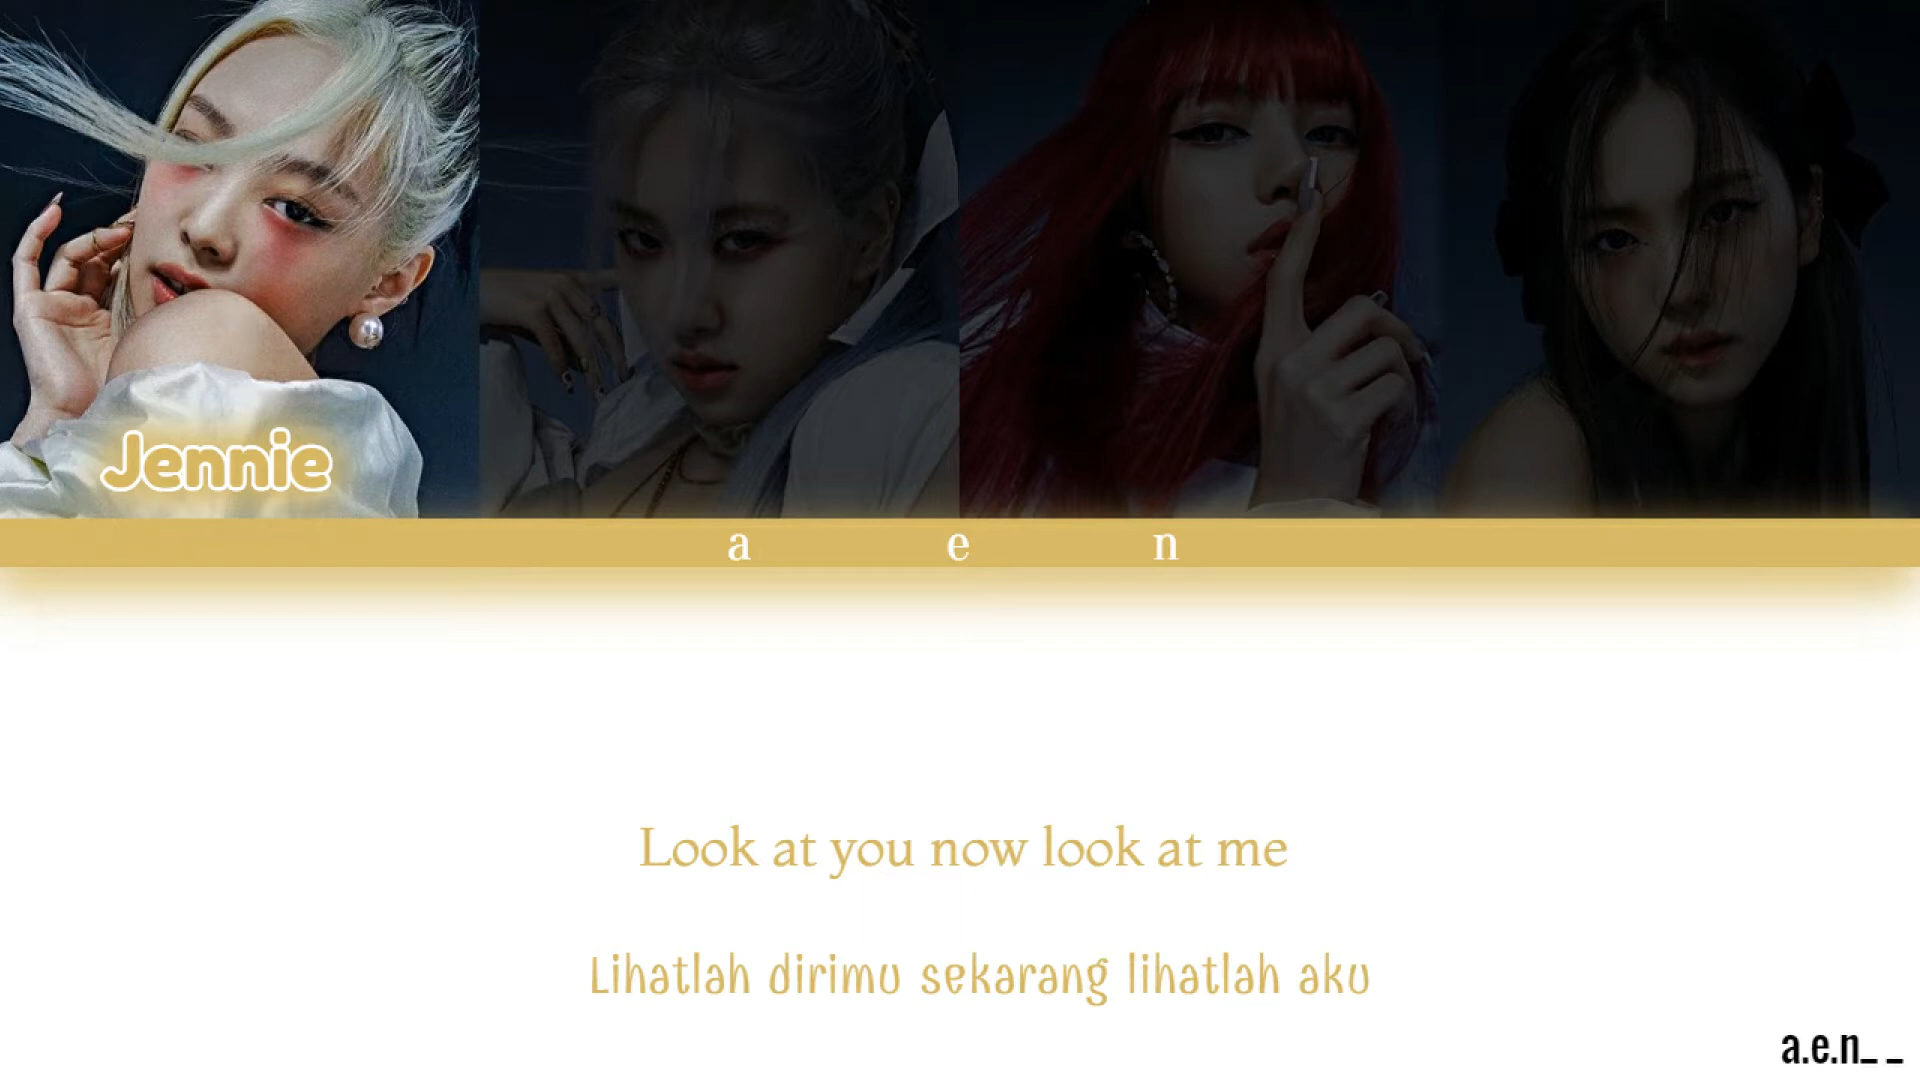 Jennie
a e n
Look at you now look at me
Lihatlah dirimu sekarang lihatlah aku
a.e.n_ _